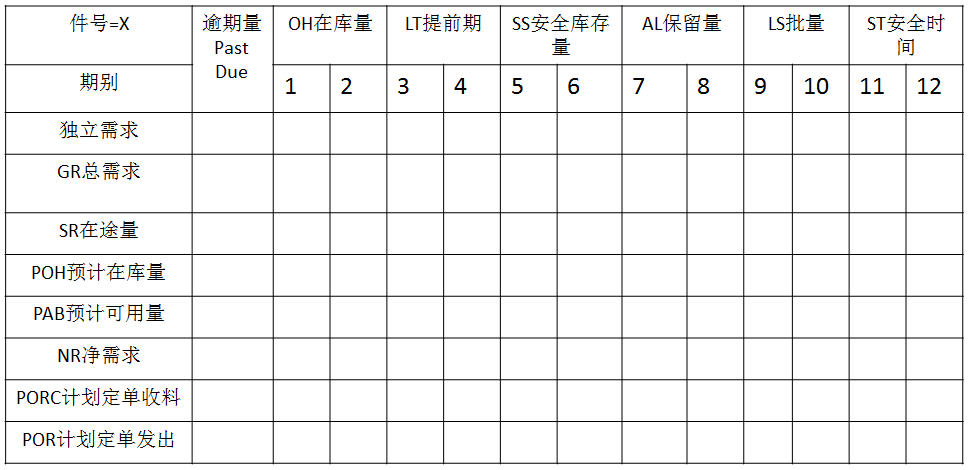 件号=X
逾期量
Past
Due
OH在库量
LT提前期
SS安全库存
量
AL保留量
LS批量
ST安全时
间
期别
1 2 3 4 5 6 7 8 9 10 11 12
独立需求
GR总需求
SR在途量
POH预计在库量
PAB预计可用量
NR净需求
PORC计划定单收料
POR计划定单发出